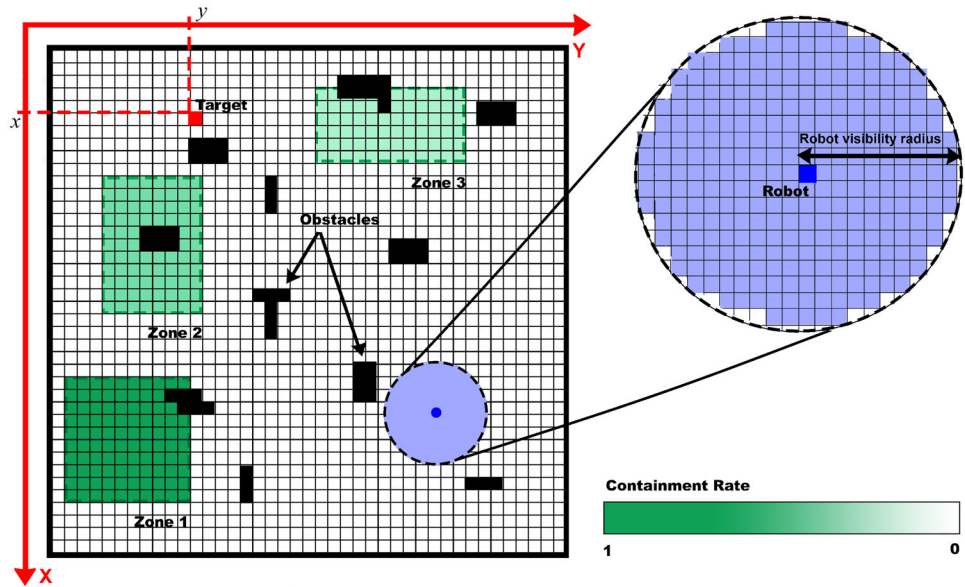 y
Y
x
Target
Zone 3
Obstacles
Zone 2
Zone 1
X
Robot visibility radius
Robot
Containment Rate
1
0